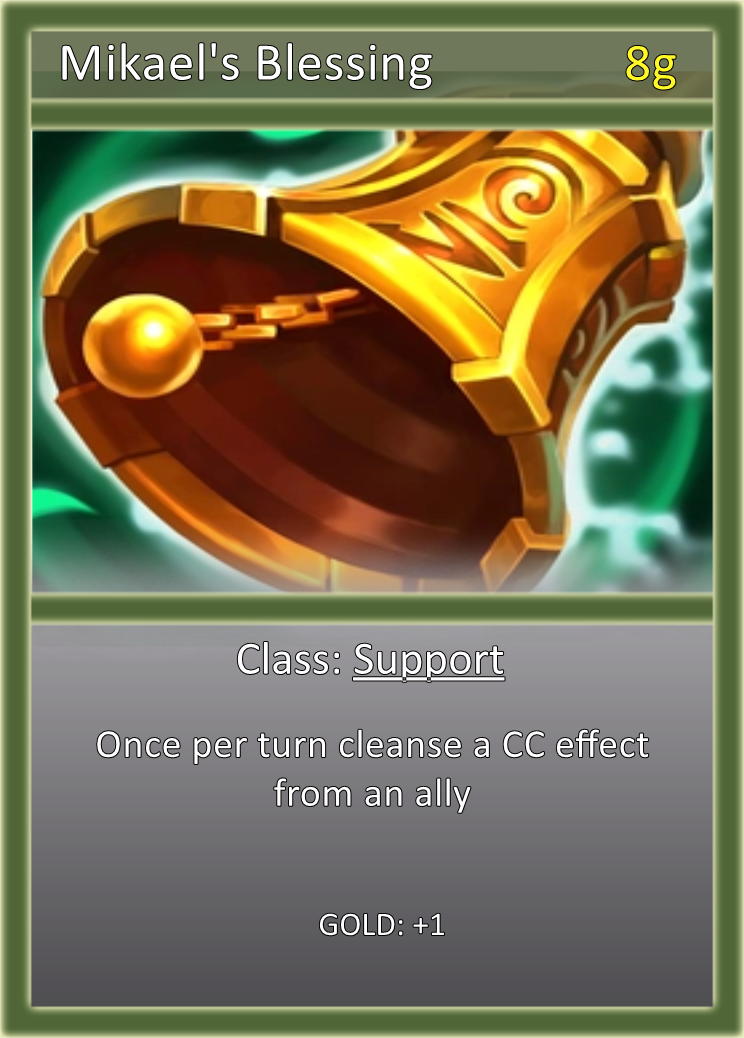 Mikael's Blessing 8g
Class: Support
Once per turn cleanse a CC effect
from an ally
GOLD: +1